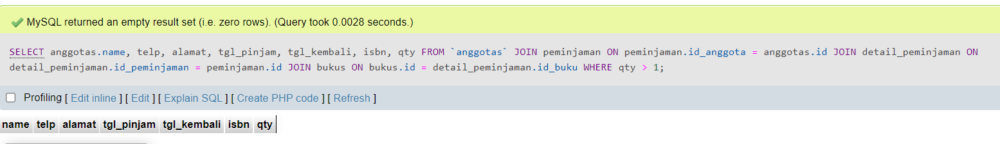 MySQL returned an empty result set (i.e. zero rows). (Query took 0.0028 seconds.)
SELECT anggotas.name, telp, alamat, tgl_pinjam, tgl_kembali, isbn, qty FROM `anggotas` JOIN peminjaman ON peminjaman.id_anggota = anggotas.id JOIN detail_peminjaman ON
detail_peminjaman.id_peminjaman = peminjaman.id JOIN bukus ON bukus.id = detail_peminjaman.id_buku WHERE qty > 1;
Profiling [ Edit inline ] [ Edit ] [ Explain SQL ] [ Create PHP code ] [ Refresh ]
name telp alamat tgl_pinjam tgl_kembali isbn qty